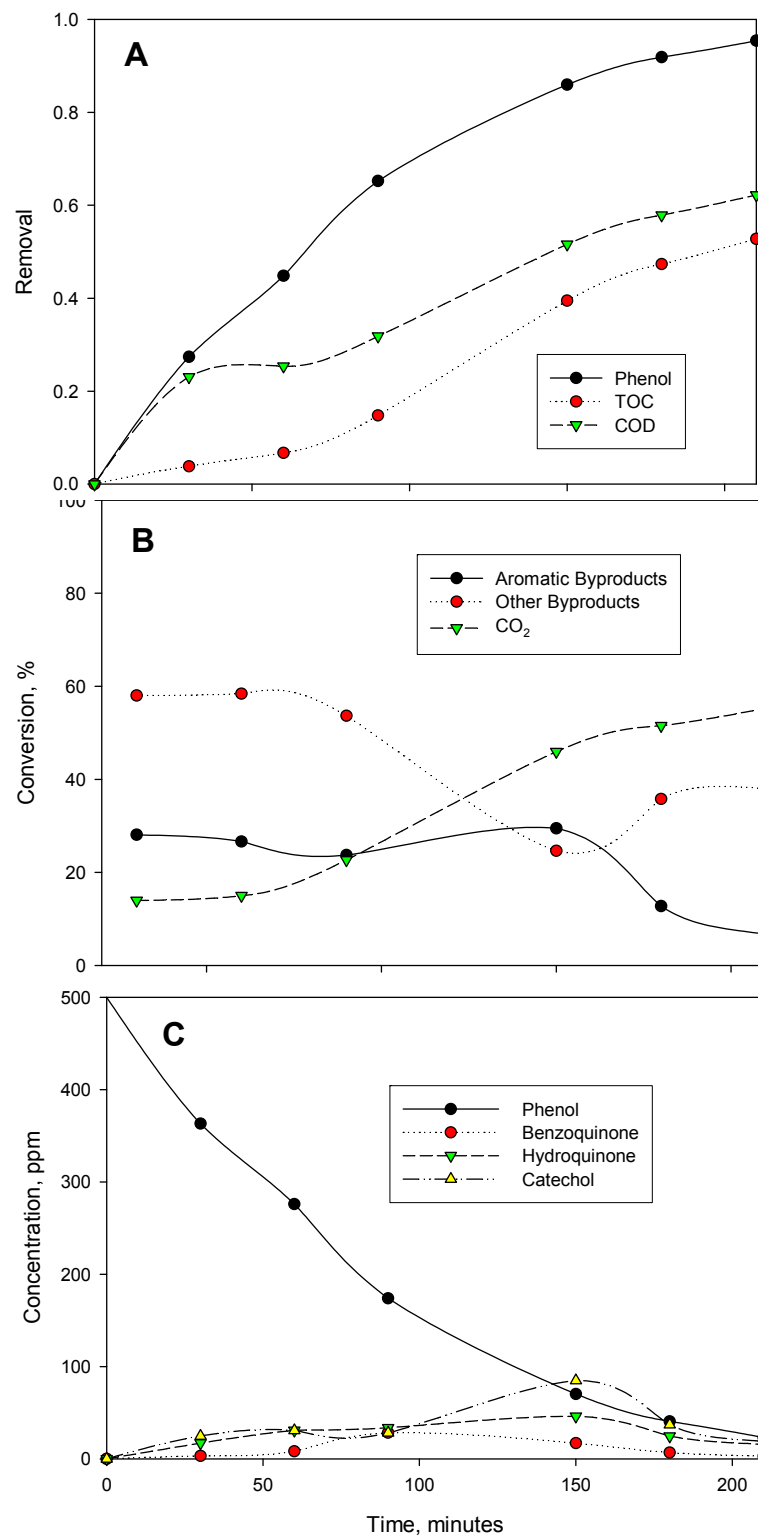 1.0
A
0.8
0.6
Removal
0.4
Phenol
TOC
0.2
COD
0.0
100
B
Aromatic Byproducts
80
Other Byproducts
CO₂
60
Conversion, %
40
20
0
500
C
400
Phenol
Benzoquinone
Hydroquinone
300
Catechol
Concentration, ppm
200
100
0
0 50 100 150 200
Time, minutes